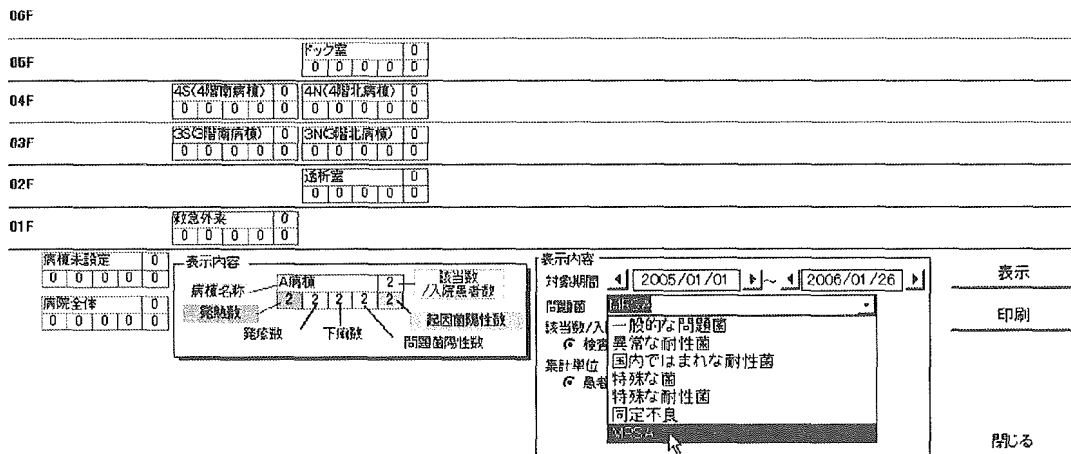 06F
05F
ドック室 0
0 0 0 0 0
04F
4S(4階南病棟) 0 4N(4階北病棟) 0
0 0 0 0 0 0 0 0 0 0
03F
3S(3階南病棟) 0 3N(3階北病棟) 0
0 0 0 0 0 0 0 0 0 0
02F
透析室 0
0 0 0 0 0
01F
救急外来 0
0 0 0 0 0
病棟未設定 0
0 0 0 0 0
病院全体 0
0 0 0 0 0
表示内容
病棟名称
A病棟 2
該当数
/入院患者数
発熱数
2 2 2 2 2
起因菌陽性数
発疹数
下痢数
問題菌陽性数
表示内容
対象期間 2005/01/01 ～ 2006/01/26
問題菌
一般的な問題菌
該当数/入
異常な耐性菌
検査
国内ではまれな耐性菌
集計単位
特殊な菌
患者
特殊な耐性菌
同定不良
MRSA
表示
印刷
閉じる